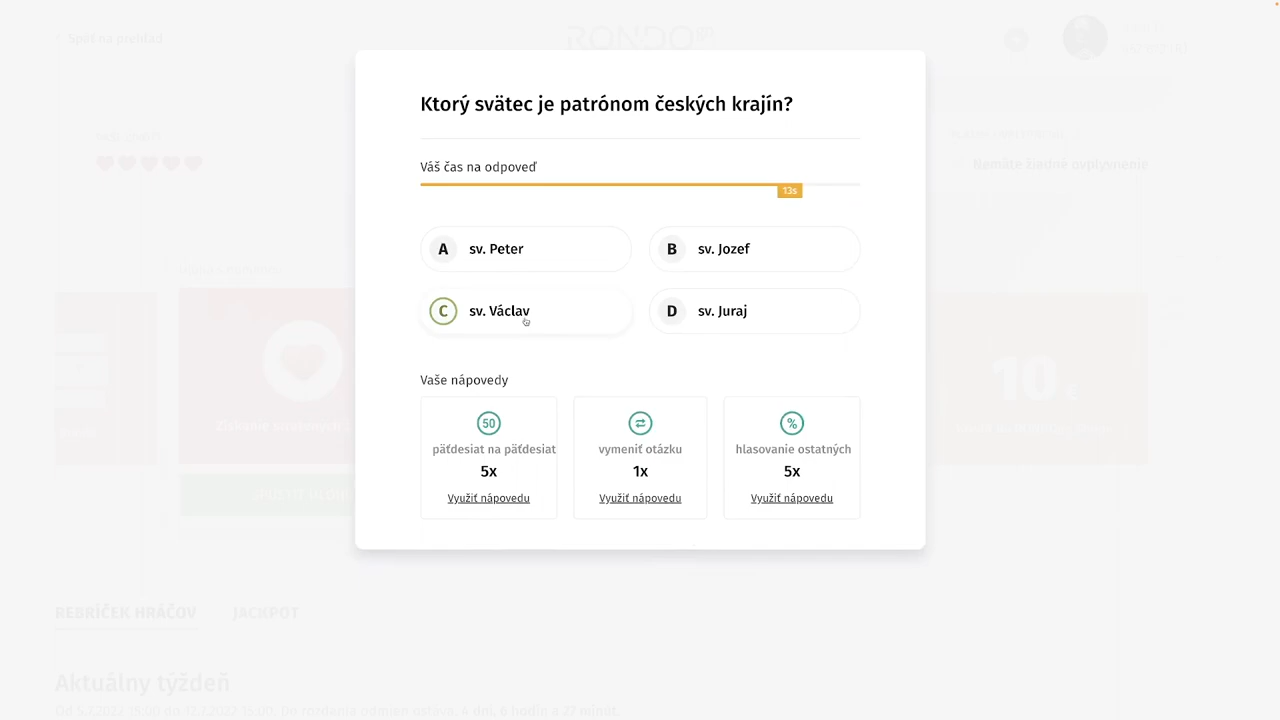 Späť na prehľad
RONDO
Ktorý svätec je patrónom českých krajín?
Váš čas na odpoveď
13s
A sv. Peter
B sv. Jozef
C sv. Václav
D sv. Juraj
Nemáte žiadne ovplyvnenie
Vaše nápovedy
50
päťdesiat na päťdesiat
5x
Využiť nápovedu
vymeniť otázku
1x
Využiť nápovedu
%
hlasovanie ostatných
5x
Využiť nápovedu
10 €
REBRÍČEK HRÁČOV JACKPOT
Aktuálny týždeň